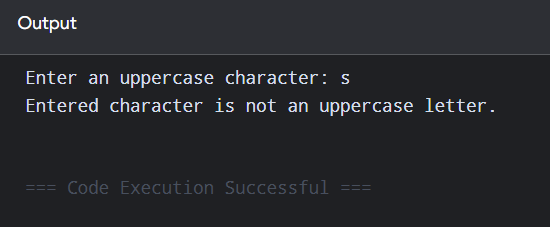 Output
Enter an uppercase character: s
Entered character is not an uppercase letter.
=== Code Execution Successful ===